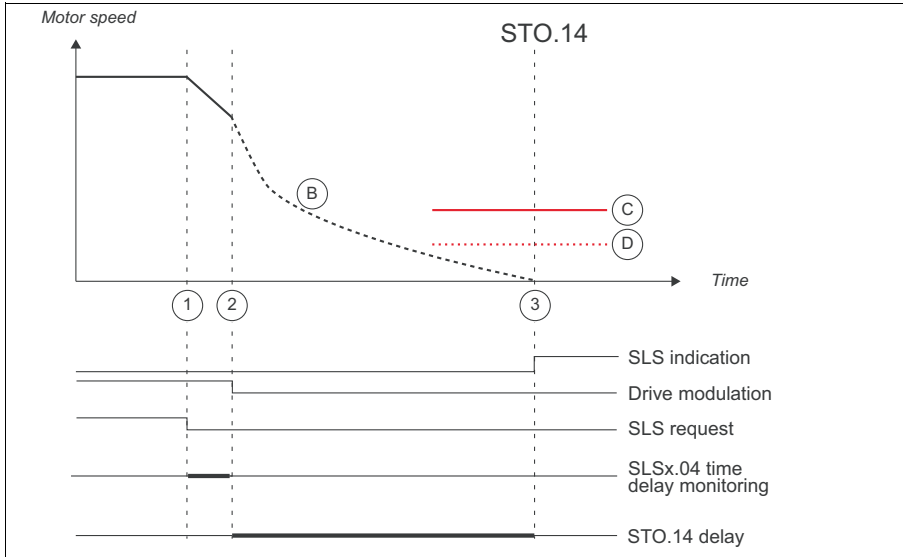 Motor speed
STO.14
B
C
D
Time
1
2
3
SLS indication
Drive modulation
SLS request
SLSx.04 time
delay monitoring
STO.14 delay